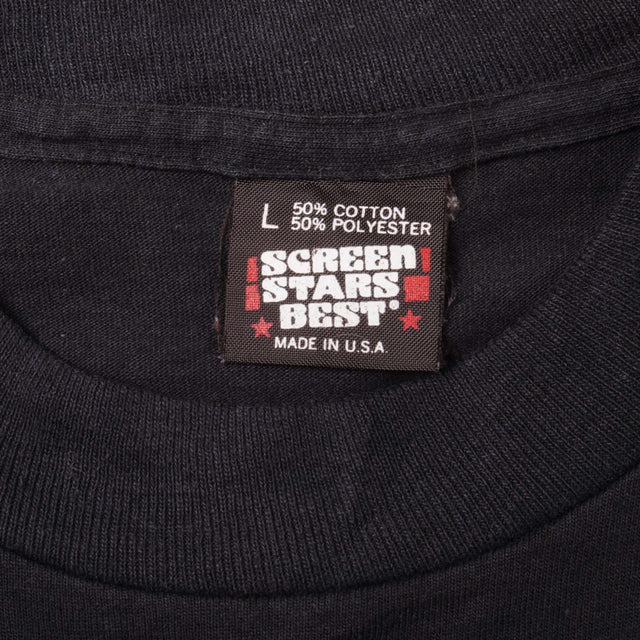 L 50% COTTON
50% POLYESTER
SCREEN
STARS
BEST®
MADE IN U.S.A.